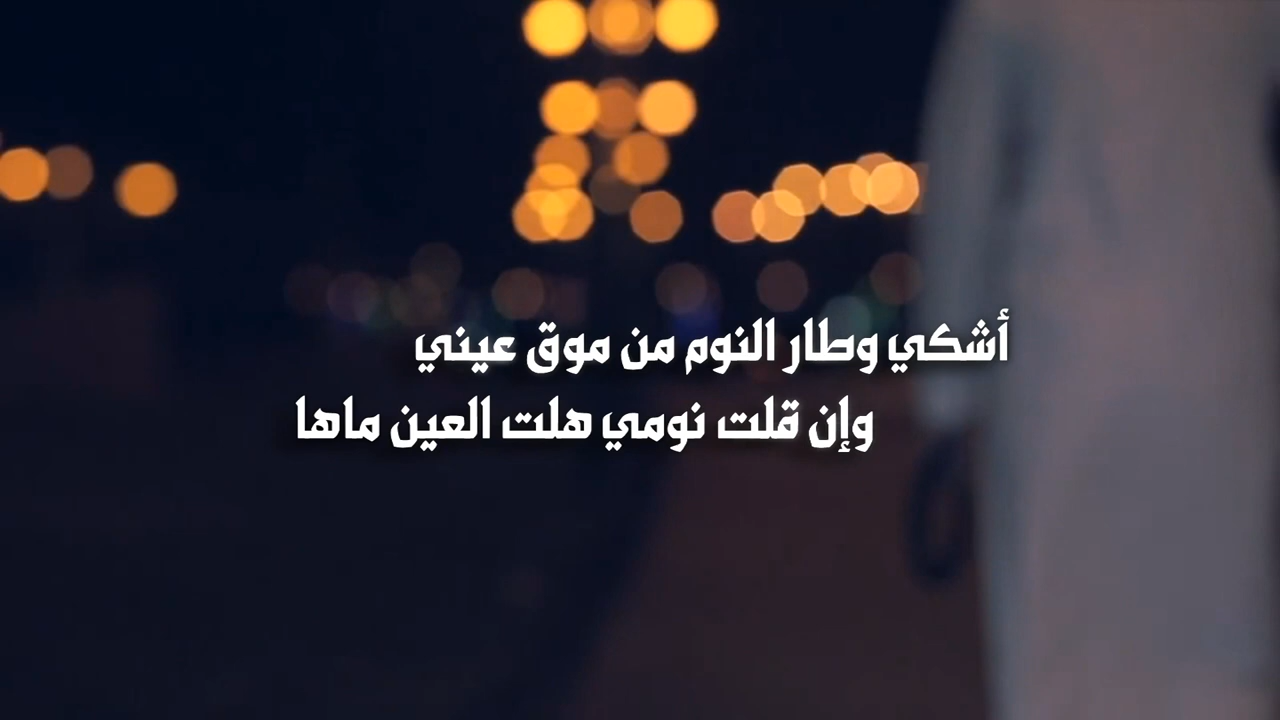 أشكي وطار النوم من موق عيني
وإن قلت نومي هلت العين ماها